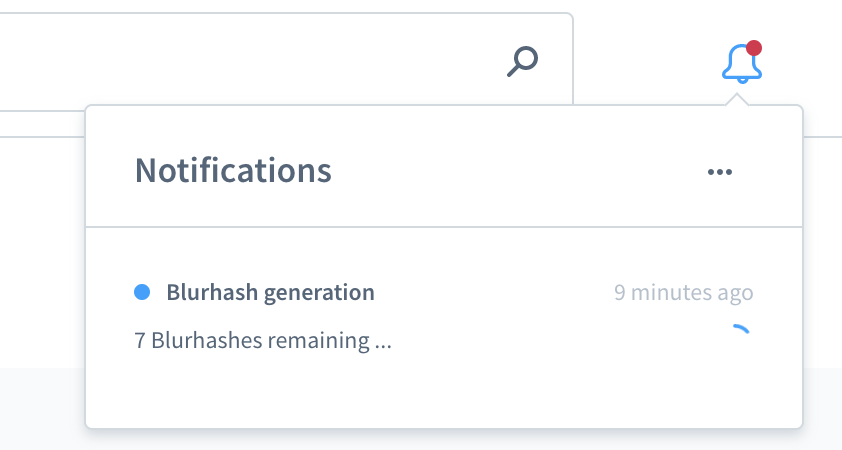 Notifications
Blurhash generation 9 minutes ago
7 Blurhashes remaining ...